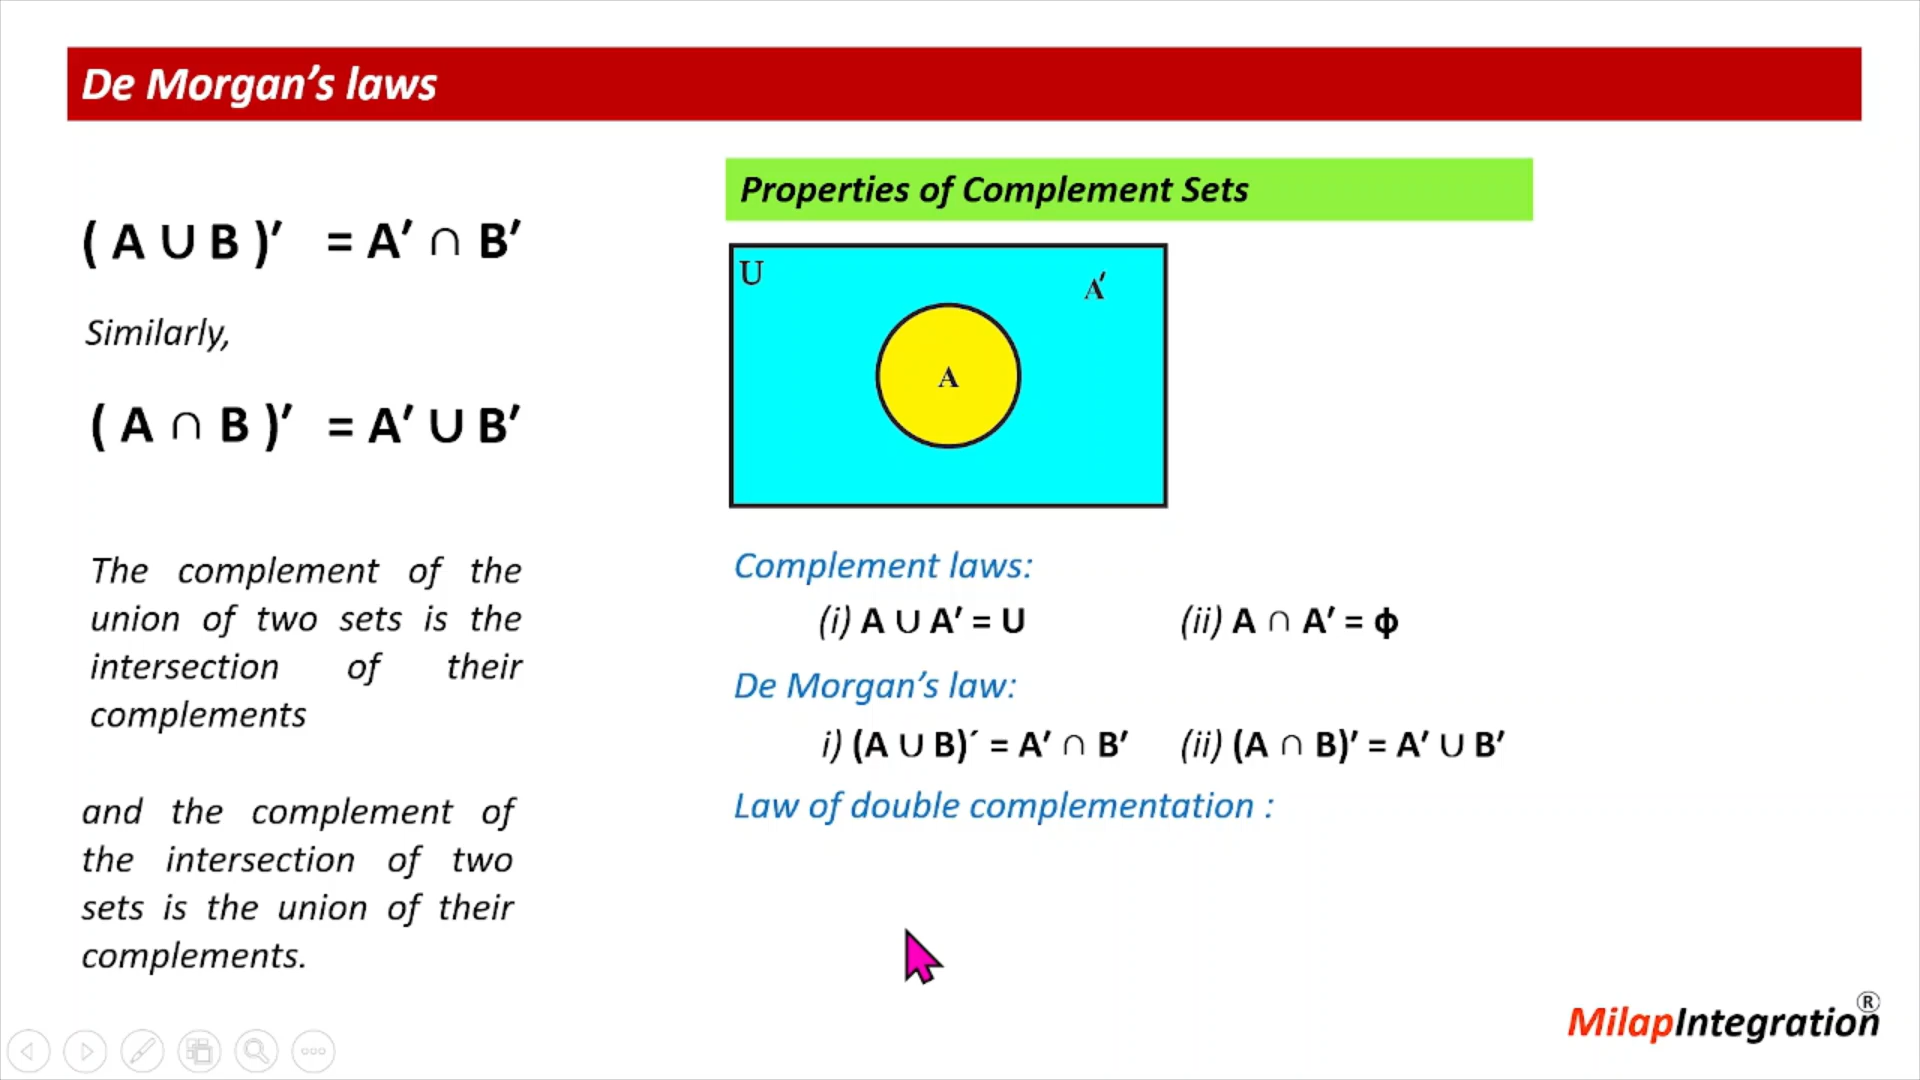 De Morgan’s laws
( A ∪ B )′ = A′ ∩ B′
Similarly,
( A ∩ B )′ = A′ ∪ B′
The complement of the
union of two sets is the
intersection of their
complements
and the complement of
the intersection of two
sets is the union of their
complements.
Properties of Complement Sets
U
A′
A
Complement laws:
(i) A ∪ A′ = U (ii) A ∩ A′ = ϕ
De Morgan’s law:
i) (A ∪ B)´ = A′ ∩ B′ (ii) (A ∩ B)′ = A′ ∪ B′
Law of double complementation :
MilapIntegration®